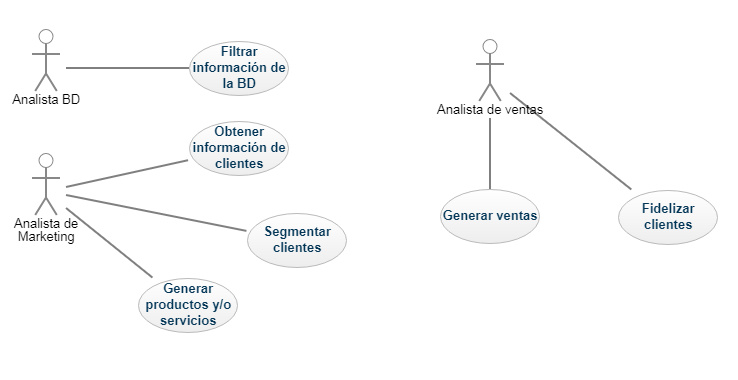 Analista BD
Filtrar
información de
la BD
Obtener
información de
clientes
Analista de
Marketing
Segmentar
clientes
Generar
productos y/o
servicios
Analista de ventas
Generar ventas
Fidelizar
clientes